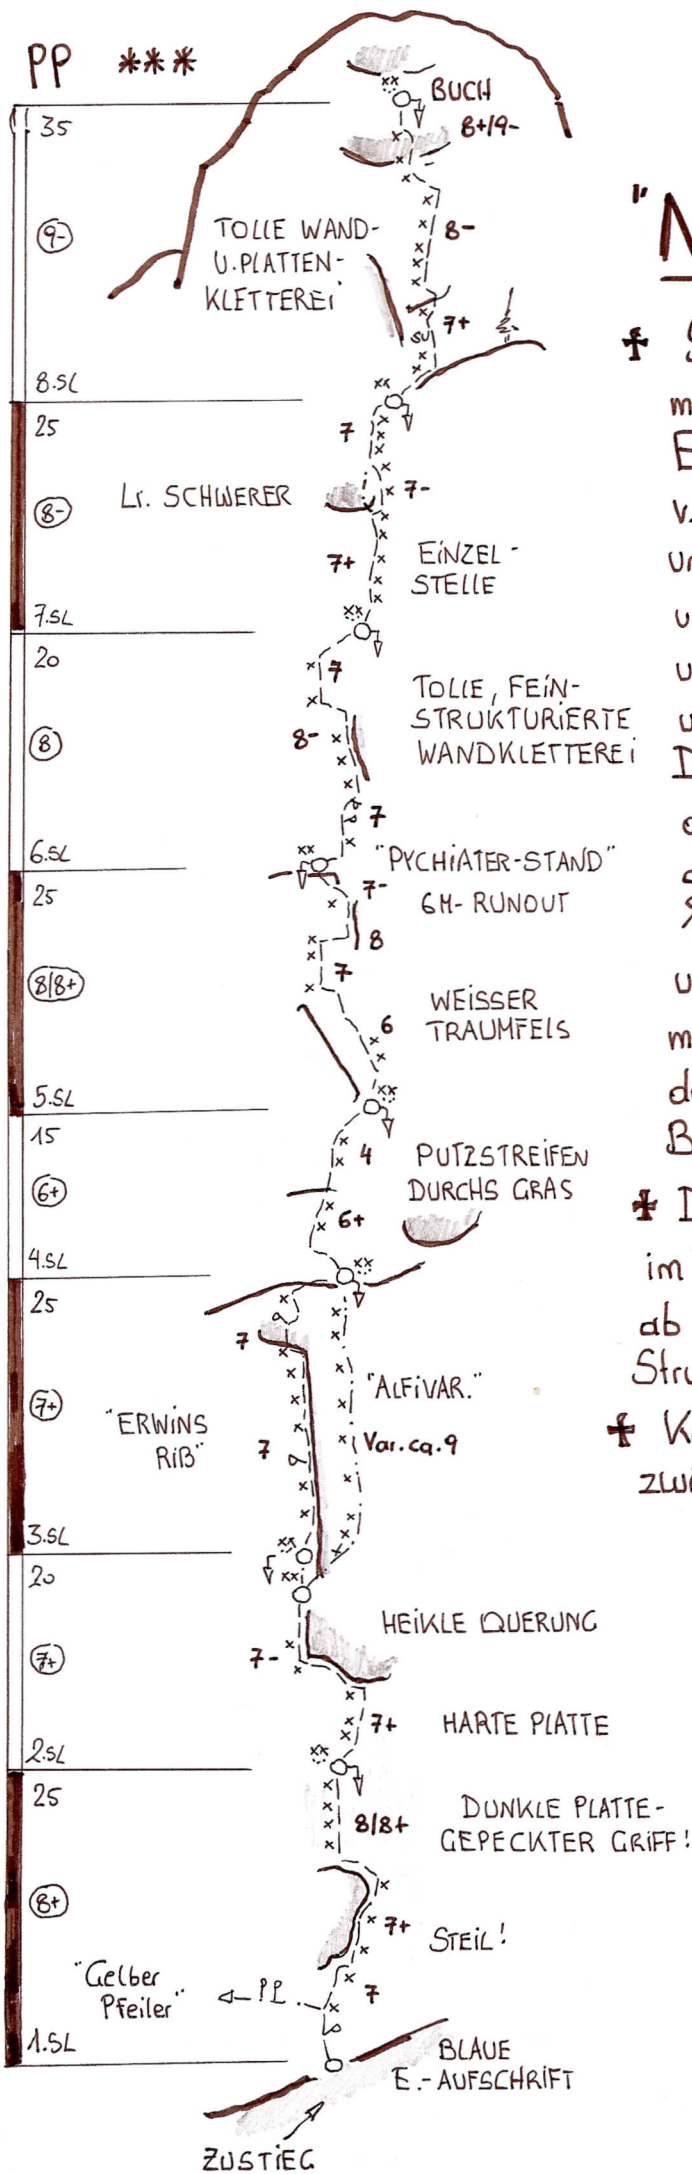 PP ***
BUCH
35
8+/9-
9-
TOLLE WAND-
U. PLATTEN-
KLETTEREI
8-
7+
SU
8.SL
25
7
8-
Lt. SCHWERER
7-
7+
EINZEL-
STELLE
7.SL
20
7
TOLLE, FEIN-
STRUKTURIERTE
WANDKLETTEREI
8
8-
7
6.SL
"PYCHIATER-STAND"
25
7-
6M-RUNOUT
8
8/8+
7
WEISSER
TRAUMFELS
6
5.SL
15
4
PUTZSTREIFEN
DURCHS GRAS
6+
6+
4.SL
25
7
"ALFIVAR."
7+
"ERWINS
RIß"
7
Var. ca. 9
3.SL
20
HEIKLE QUERUNG
7+
7-
7+
HARTE PLATTE
2.SL
25
8/8+
DUNKLE PLATTE-
GEPECKTER GRIFF!
8+
7+
STEIL!
"Gelber
Pfeiler"
P.P.
7
1.SL
BLAUE
E.-AUFSCHRIFT
ZUSTIEG
im
ab